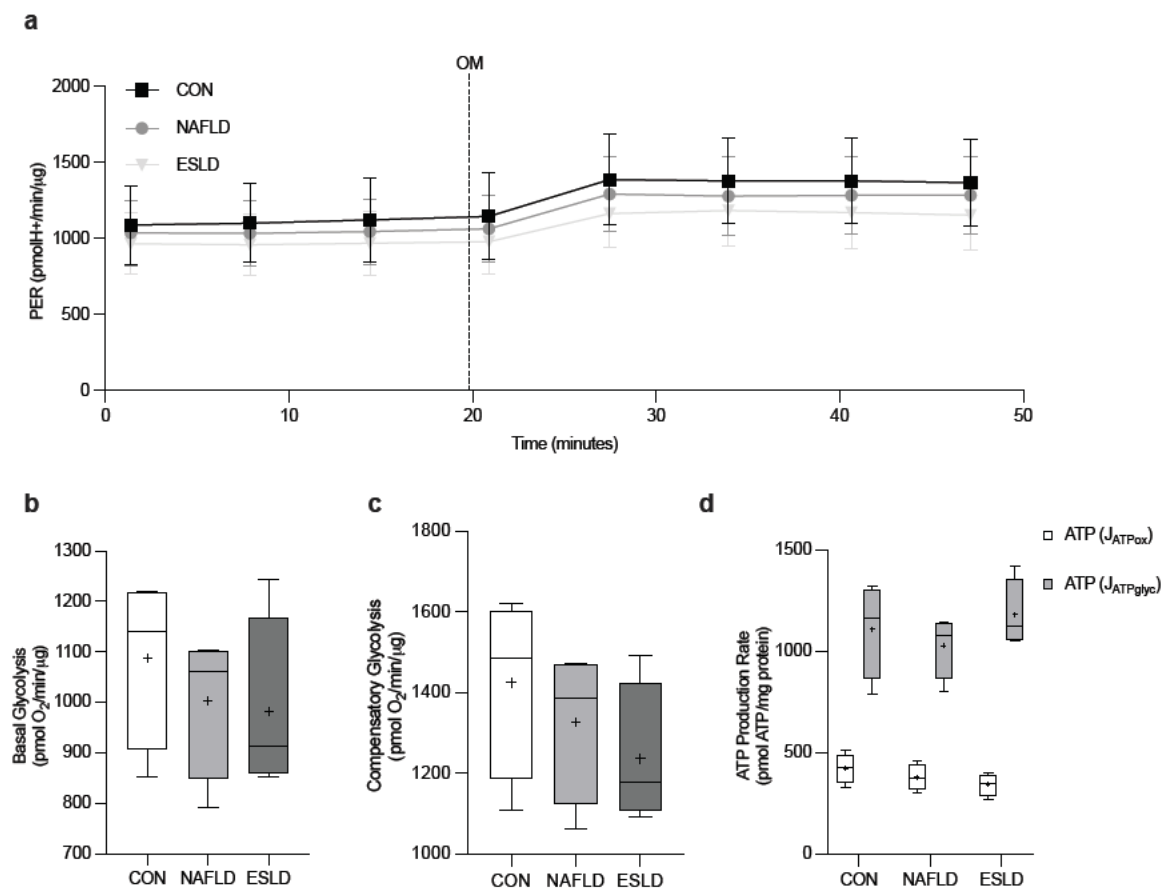 a
OM
2000
1500
1000
500
0
PER (pmolH+/min/µg)
CON
NAFLD
ESLD
0 10 20 30 40 50
Time (minutes)
b
Basal Glycolysis
(pmol O2/min/µg)
1300
1200
1100
1000
900
800
700
CON NAFLD ESLD
c
Compensatory Glycolysis
(pmol O2/min/µg)
1800
1600
1400
1200
1000
CON NAFLD ESLD
d
ATP Production Rate
(pmol ATP/mg protein)
1500
1000
500
0
CON NAFLD ESLD
ATP (JATPox)
ATP (JATPglyc)